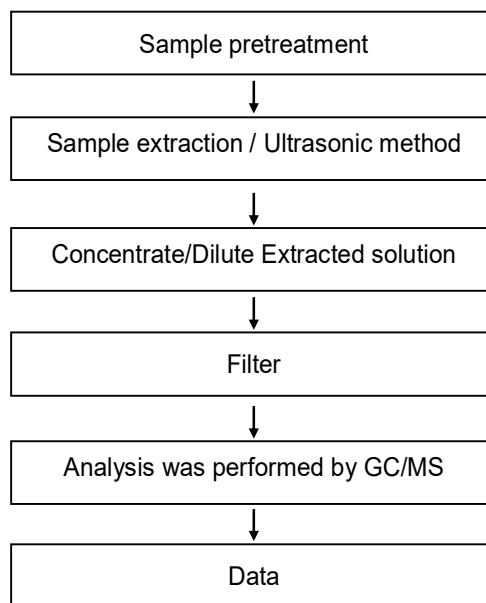 Sample pretreatment
Sample extraction / Ultrasonic method
Concentrate/Dilute Extracted solution
Filter
Analysis was performed by GC/MS
Data